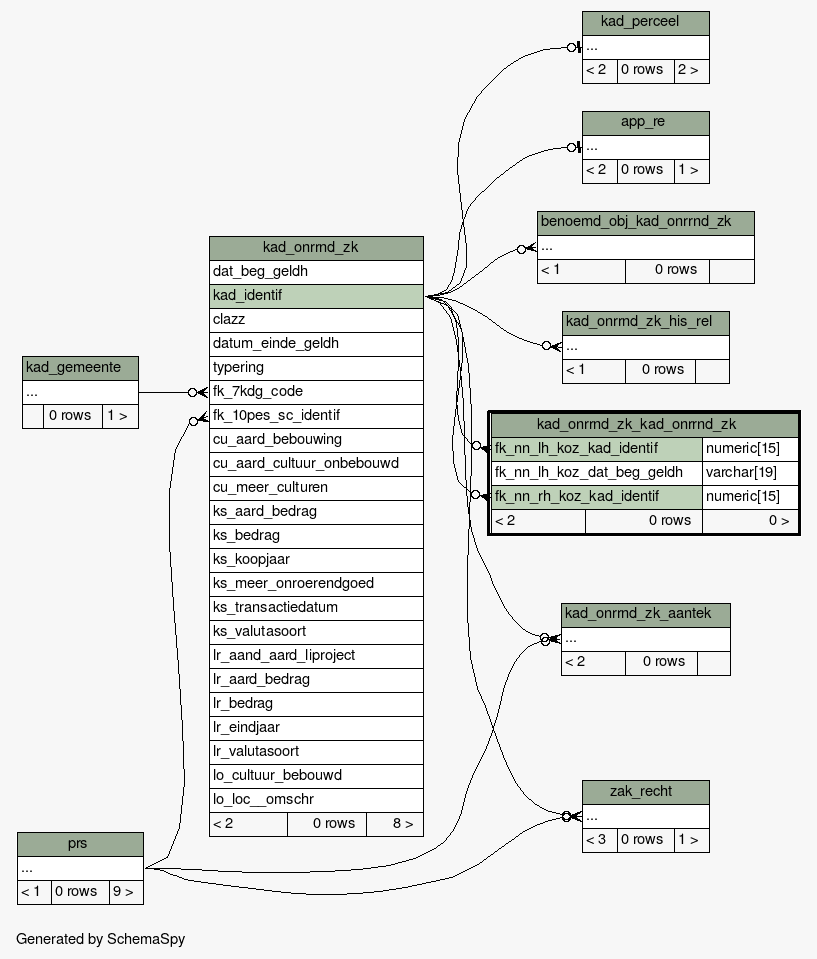 kad_perceel
...
< 2 0 rows 2 >
app_re
...
< 2 0 rows 1 >
benoemd_obj_kad_onrrnd_zk
...
< 1 0 rows
kad_onrrnd_zk_his_rel
...
< 1 0 rows
kad_onrrnd_zk_kad_onrrnd_zk
fk_nn_lh_koz_kad_identif numeric[15]
fk_nn_lh_koz_dat_beg_geldh varchar[19]
fk_nn_rh_koz_kad_identif numeric[15]
< 2 0 rows 0 >
kad_onrrnd_zk_aantek
...
< 2 0 rows
zak_recht
...
< 3 0 rows 1 >
kad_onrrnd_zk
dat_beg_geldh
kad_identif
clazz
datum_einde_geldh
typering
fk_7kdg_code
fk_10pes_sc_identif
cu_aard_bebouwing
cu_aard_cultuur_onbebouwd
cu_meer_culturen
ks_aard_bedrag
ks_bedrag
ks_koopjaar
ks_meer_onroerendgoed
ks_transactiedatum
ks_valutasoort
lr_aand_aard_liproject
lr_aard_bedrag
lr_bedrag
lr_eindjaar
lr_valutasoort
lo_cultuur_bebouwd
lo_loc__omschr
< 2 0 rows 8 >
kad_gemeente
...
0 rows 1 >
prs
...
< 1 0 rows 9 >
Generated by SchemaSpy